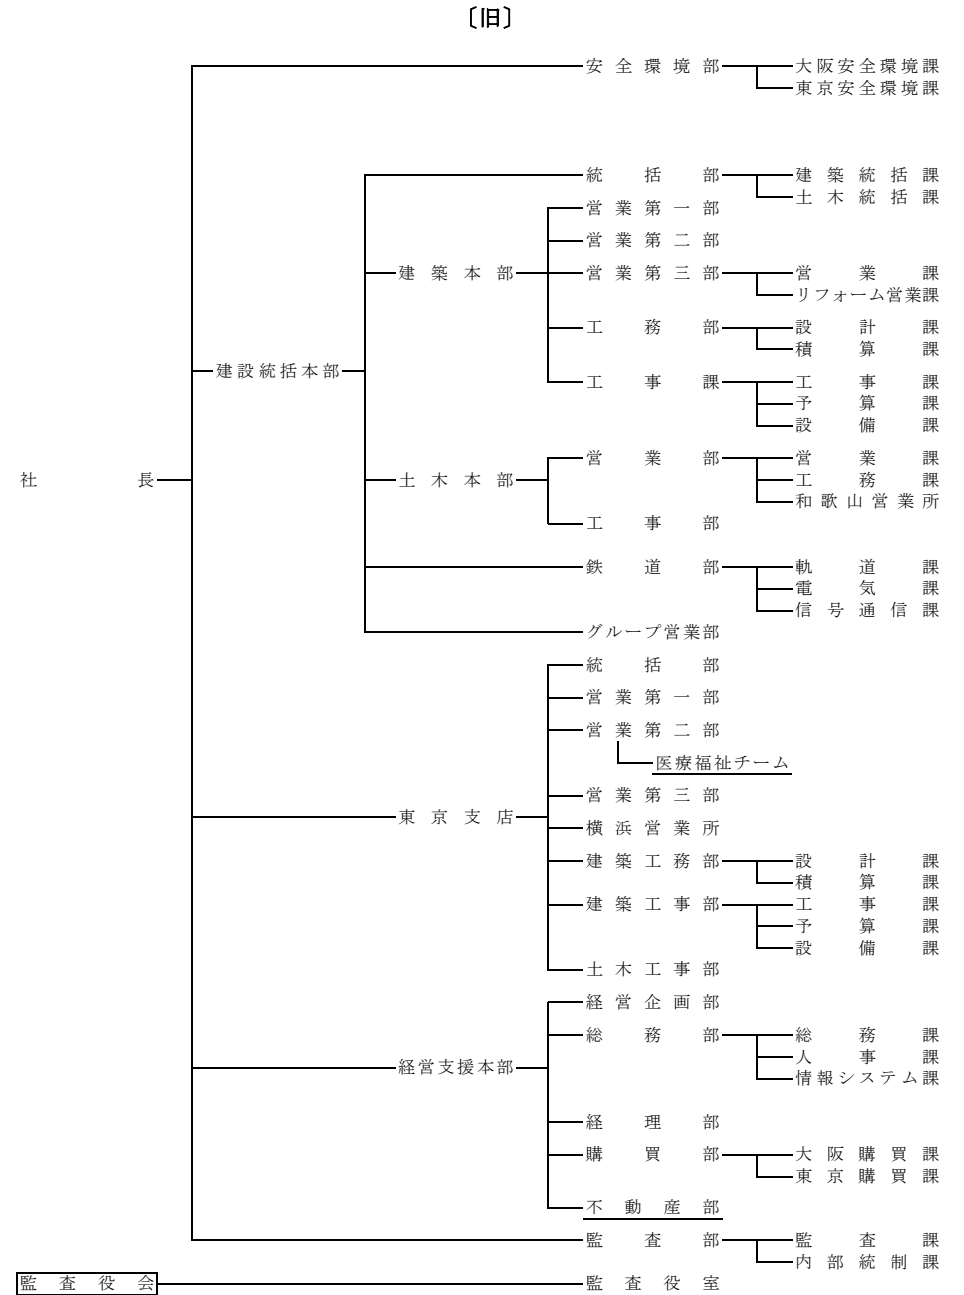 〔旧〕
安全環境部 大阪安全環境課
東京安全環境課
統括部 建築統括課
土木統括課
営業第一部
営業第二部
建築本部 営業第三部 営業課
リフォーム営業課
工務部 設計課
積算課
建設統括本部
工事課 工事課
予算課
設備課
営業部 営業課
社長 土木本部 工務課
和歌山営業所
工事部
鉄道部 軌道課
電気課
信号通信課
グループ営業部
統括部
営業第一部
営業第二部
医療福祉チーム
営業第三部
東京支店
横浜営業所
建築工務部 設計課
積算課
建築工事部 工事課
予算課
設備課
土木工事部
経営企画部
総務部 総務課
人事課
経営支援本部
情報システム課
経理部
購買部 大阪購買課
東京購買課
不動産部
監査部 監査課
内部統制課
監査役会 監査役室